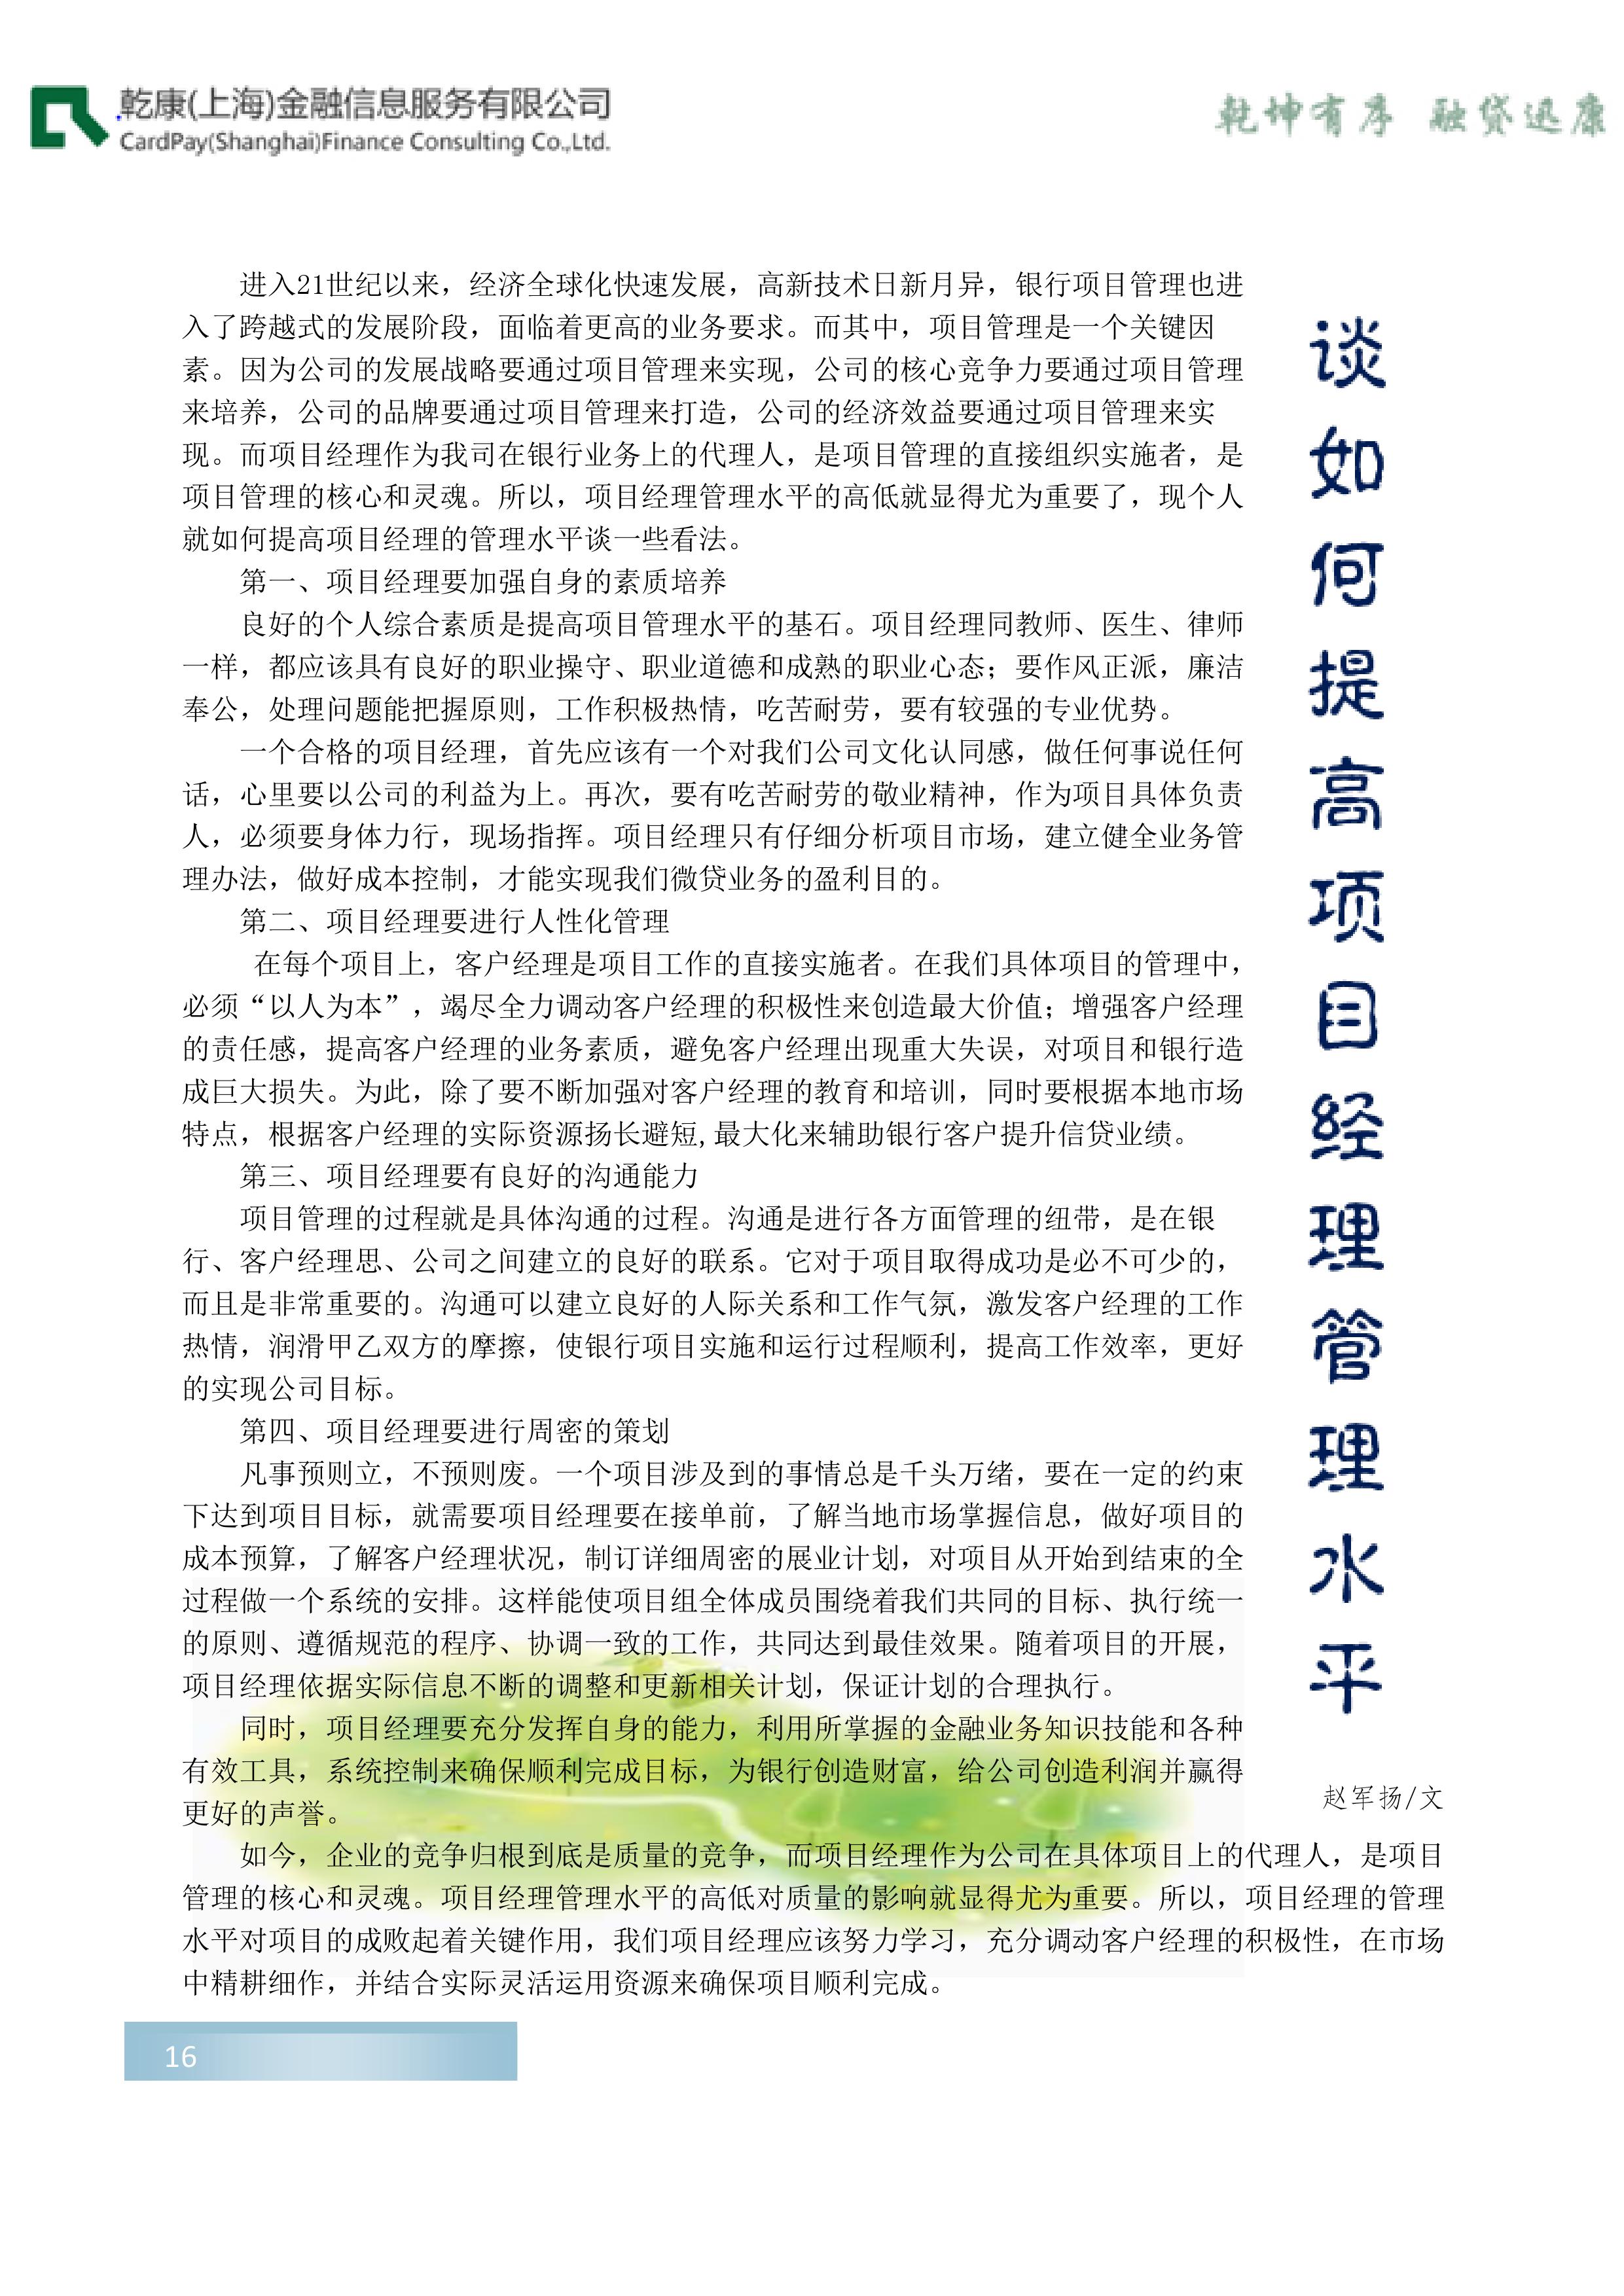 乾康(上海)金融信息服务有限公司
CardPay(Shanghai)Finance Consulting Co.,Ltd.
乾坤有序 融贷迅康
谈如何提高项目经理管理水平
赵军扬/文
进入21世纪以来，经济全球化快速发展，高新技术日新月异，银行项目管理也进
入了跨越式的发展阶段，面临着更高的业务要求。而其中，项目管理是一个关键因
素。因为公司的发展战略要通过项目管理来实现，公司的核心竞争力要通过项目管理
来培养，公司的品牌要通过项目管理来打造，公司的经济效益要通过项目管理来实
现。而项目经理作为我司在银行业务上的代理人，是项目管理的直接组织实施者，是
项目管理的核心和灵魂。所以，项目经理管理水平的高低就显得尤为重要了，现个人
就如何提高项目经理的管理水平谈一些看法。
第一、项目经理要加强自身的素质培养
良好的个人综合素质是提高项目管理水平的基石。项目经理同教师、医生、律师
一样，都应该具有良好的职业操守、职业道德和成熟的职业心态；要作风正派，廉洁
奉公，处理问题能把握原则，工作积极热情，吃苦耐劳，要有较强的专业优势。
一个合格的项目经理，首先应该有一个对我们公司文化认同感，做任何事说任何
话，心里要以公司的利益为上。再次，要有吃苦耐劳的敬业精神，作为项目具体负责
人，必须要身体力行，现场指挥。项目经理只有仔细分析项目市场，建立健全业务管
理办法，做好成本控制，才能实现我们微贷业务的盈利目的。
第二、项目经理要进行人性化管理
在每个项目上，客户经理是项目工作的直接实施者。在我们具体项目的管理中，
必须“以人为本”，竭尽全力调动客户经理的积极性来创造最大价值；增强客户经理
的责任感，提高客户经理的业务素质，避免客户经理出现重大失误，对项目和银行造
成巨大损失。为此，除了要不断加强对客户经理的教育和培训，同时要根据本地市场
特点，根据客户经理的实际资源扬长避短,最大化来辅助银行客户提升信贷业绩。
第三、项目经理要有良好的沟通能力
项目管理的过程就是具体沟通的过程。沟通是进行各方面管理的纽带，是在银
行、客户经理思、公司之间建立的良好的联系。它对于项目取得成功是必不可少的，
而且是非常重要的。沟通可以建立良好的人际关系和工作气氛，激发客户经理的工作
热情，润滑甲乙双方的摩擦，使银行项目实施和运行过程顺利，提高工作效率，更好
的实现公司目标。
第四、项目经理要进行周密的策划
凡事预则立，不预则废。一个项目涉及到的事情总是千头万绪，要在一定的约束
下达到项目目标，就需要项目经理要在接单前，了解当地市场掌握信息，做好项目的
成本预算，了解客户经理状况，制订详细周密的展业计划，对项目从开始到结束的全
过程做一个系统的安排。这样能使项目组全体成员围绕着我们共同的目标、执行统一
的原则、遵循规范的程序、协调一致的工作，共同达到最佳效果。随着项目的开展，
项目经理依据实际信息不断的调整和更新相关计划，保证计划的合理执行。
同时，项目经理要充分发挥自身的能力，利用所掌握的金融业务知识技能和各种
有效工具，系统控制来确保顺利完成目标，为银行创造财富，给公司创造利润并赢得
更好的声誉。
如今，企业的竞争归根到底是质量的竞争，而项目经理作为公司在具体项目上的代理人，是项目
管理的核心和灵魂。项目经理管理水平的高低对质量的影响就显得尤为重要。所以，项目经理的管理
水平对项目的成败起着关键作用，我们项目经理应该努力学习，充分调动客户经理的积极性，在市场
中精耕细作，并结合实际灵活运用资源来确保项目顺利完成。
16